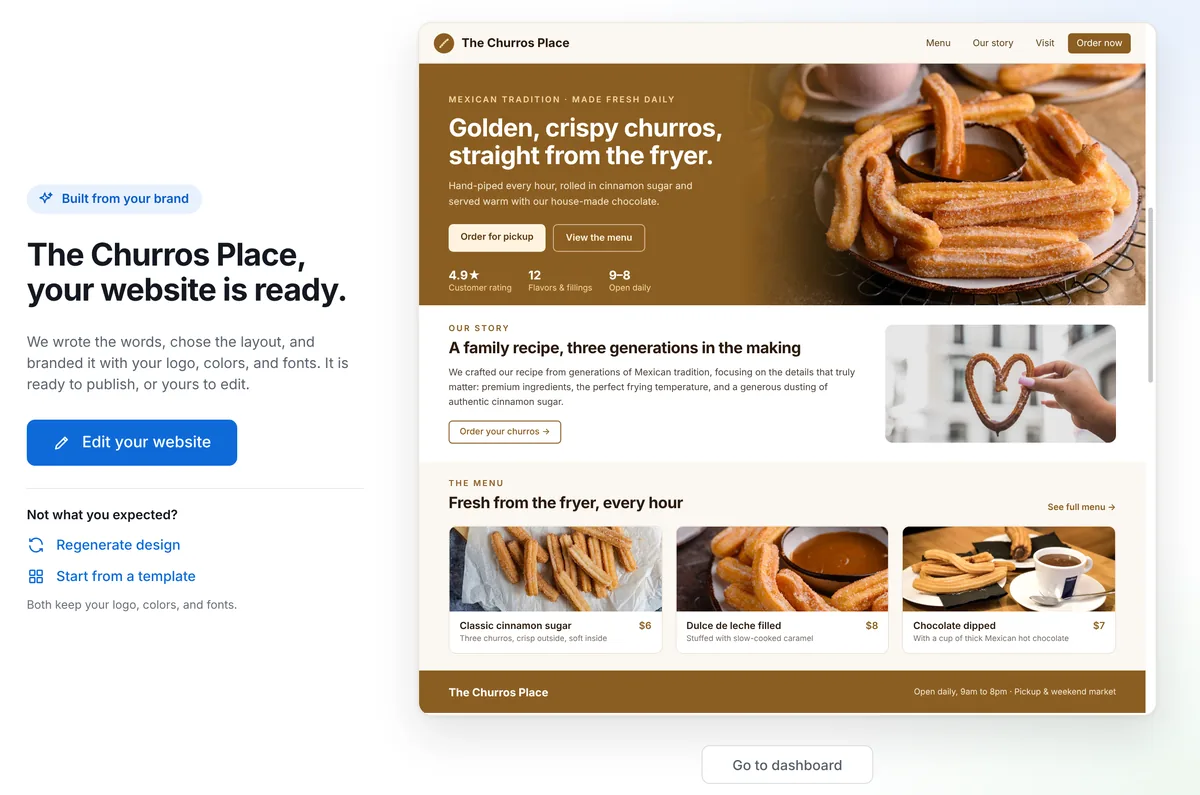 Built from your brand
The Churros Place,
your website is ready.
We wrote the words, chose the layout, and
branded it with your logo, colors, and fonts. It is
ready to publish, or yours to edit.
Edit your website
Not what you expected?
Regenerate design
Start from a template
Both keep your logo, colors, and fonts.
The Churros Place
Menu
Our story
Visit
Order now
MEXICAN TRADITION · MADE FRESH DAILY
Golden, crispy churros,
straight from the fryer.
Hand-piped every hour, rolled in cinnamon sugar and
served warm with our house-made chocolate.
Order for pickup
View the menu
4.9★
Customer rating
12
Flavors & fillings
9–8
Open daily
OUR STORY
A family recipe, three generations in the making
We crafted our recipe from generations of Mexican tradition, focusing on the details that truly
matter: premium ingredients, the perfect frying temperature, and a generous dusting of
authentic cinnamon sugar.
Order your churros →
THE MENU
Fresh from the fryer, every hour
See full menu →
Classic cinnamon sugar $6
Three churros, crisp outside, soft inside
Dulce de leche filled $8
Stuffed with slow-cooked caramel
Chocolate dipped $7
With a cup of thick Mexican hot chocolate
The Churros Place
Open daily, 9am to 8pm · Pickup & weekend market
Go to dashboard